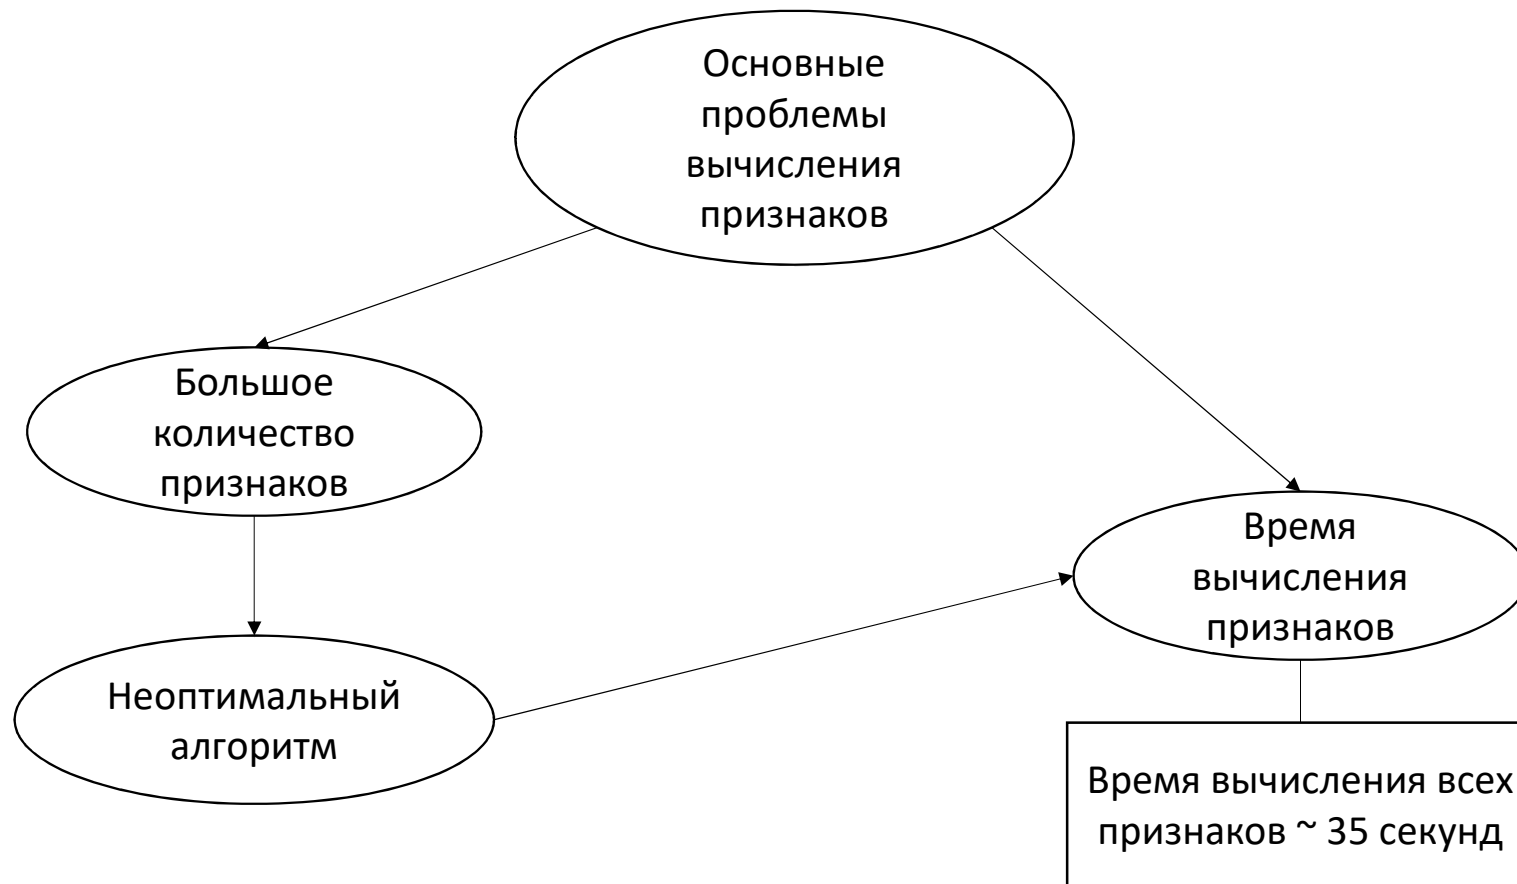 Основные
проблемы
вычисления
признаков
Большое
количество
признаков
Время
вычисления
признаков
Неоптимальный
алгоритм
Время вычисления всех
признаков ~ 35 секунд